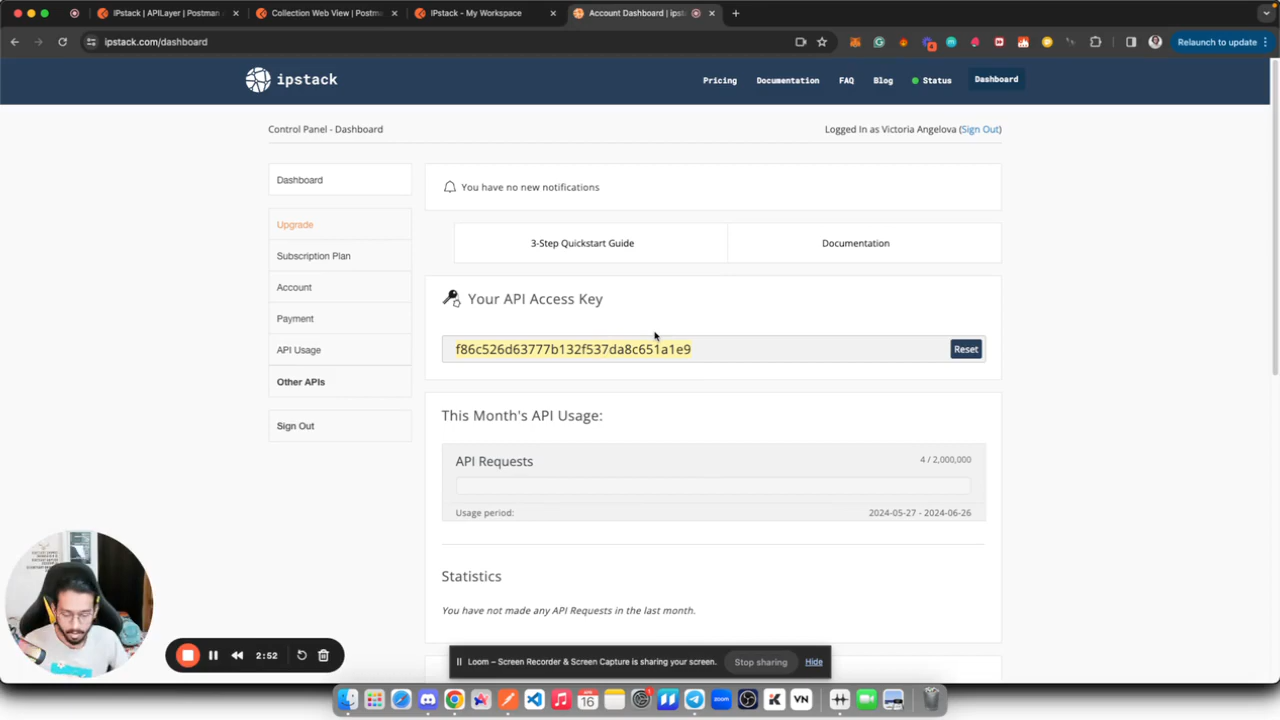 IPstack | APILayer | Postman
Collection Web View | Postm
IPstack - My Workspace
Account Dashboard | ips
ipstack.com/dashboard
Relaunch to update
ipstack
Pricing
Documentation
FAQ
Blog
Status
Dashboard
Control Panel - Dashboard
Logged In as Victoria Angelova (Sign Out)
Dashboard
Upgrade
Subscription Plan
Account
Payment
API Usage
Other APIs
Sign Out
You have no new notifications
3-Step Quickstart Guide
Documentation
Your API Access Key
f86c526d63777b132f537da8c651a1e9
Reset
This Month's API Usage:
API Requests
4 / 2,000,000
Usage period:
2024-05-27 - 2024-06-26
Statistics
You have not made any API Requests in the last month.
2:52
Loom – Screen Recorder & Screen Capture is sharing your screen.
Stop sharing
Hide
16
zoom
VN